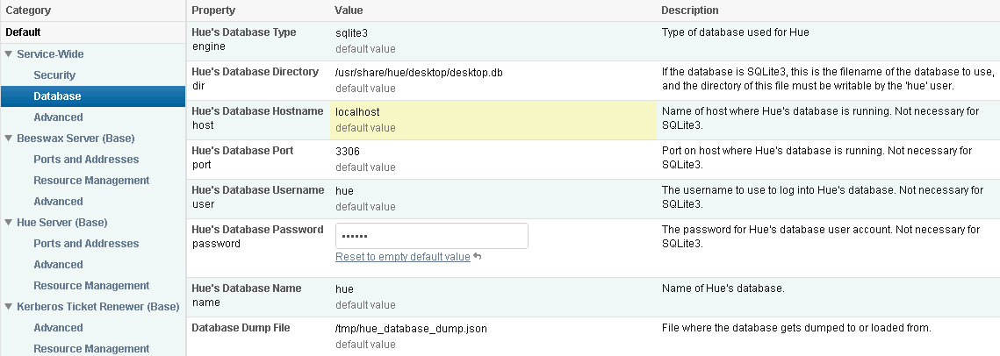 Category
Property
Value
Description
Default
Service-Wide
Security
Database
Advanced
Beeswax Server (Base)
Ports and Addresses
Resource Management
Advanced
Hue Server (Base)
Ports and Addresses
Advanced
Resource Management
Kerberos Ticket Renewer (Base)
Advanced
Resource Management
Hue's Database Type
engine
sqlite3
default value
Type of database used for Hue
Hue's Database Directory
dir
/usr/share/hue/desktop/desktop.db
default value
If the database is SQLite3, this is the filename of the database to use,
and the directory of this file must be writable by the 'hue' user.
Hue's Database Hostname
host
localhost
default value
Name of host where Hue's database is running. Not necessary for
SQLite3.
Hue's Database Port
port
3306
default value
Port on host where Hue's database is running. Not necessary for
SQLite3.
Hue's Database Username
user
hue
default value
The username to use to log into Hue's database. Not necessary for
SQLite3.
Hue's Database Password
password
••••••
Reset to empty default value
The password for Hue's database user account. Not necessary for
SQLite3.
Hue's Database Name
name
hue
default value
Name of Hue's database.
Database Dump File
/tmp/hue_database_dump.json
default value
File where the database gets dumped to or loaded from.